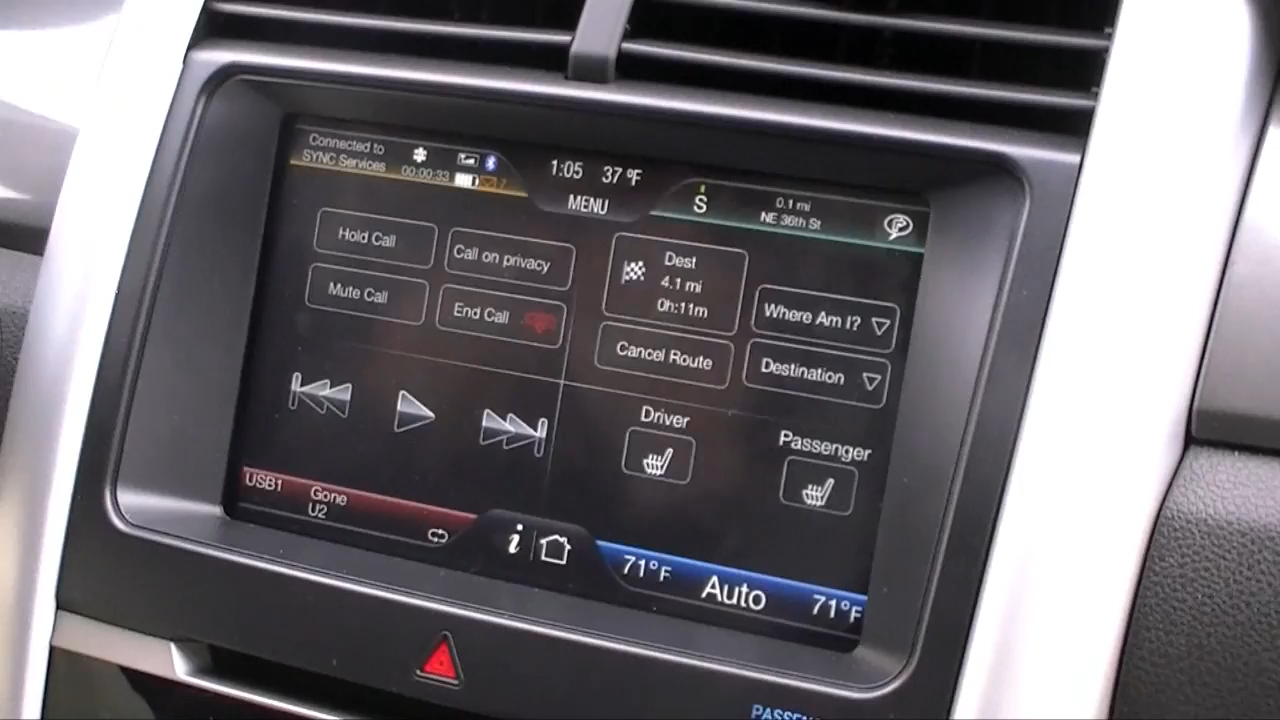 Connected to
SYNC Services
00:00:33
1:05 37 °F
MENU
S
0.1 mi
NE 36th St
Hold Call
Call on privacy
Mute Call
End Call
Dest
4.1 mi
0h:11m
Where Am I?
Cancel Route
Destination
Driver
Passenger
USB1
Gone
U2
i
71°F
Auto
71°F